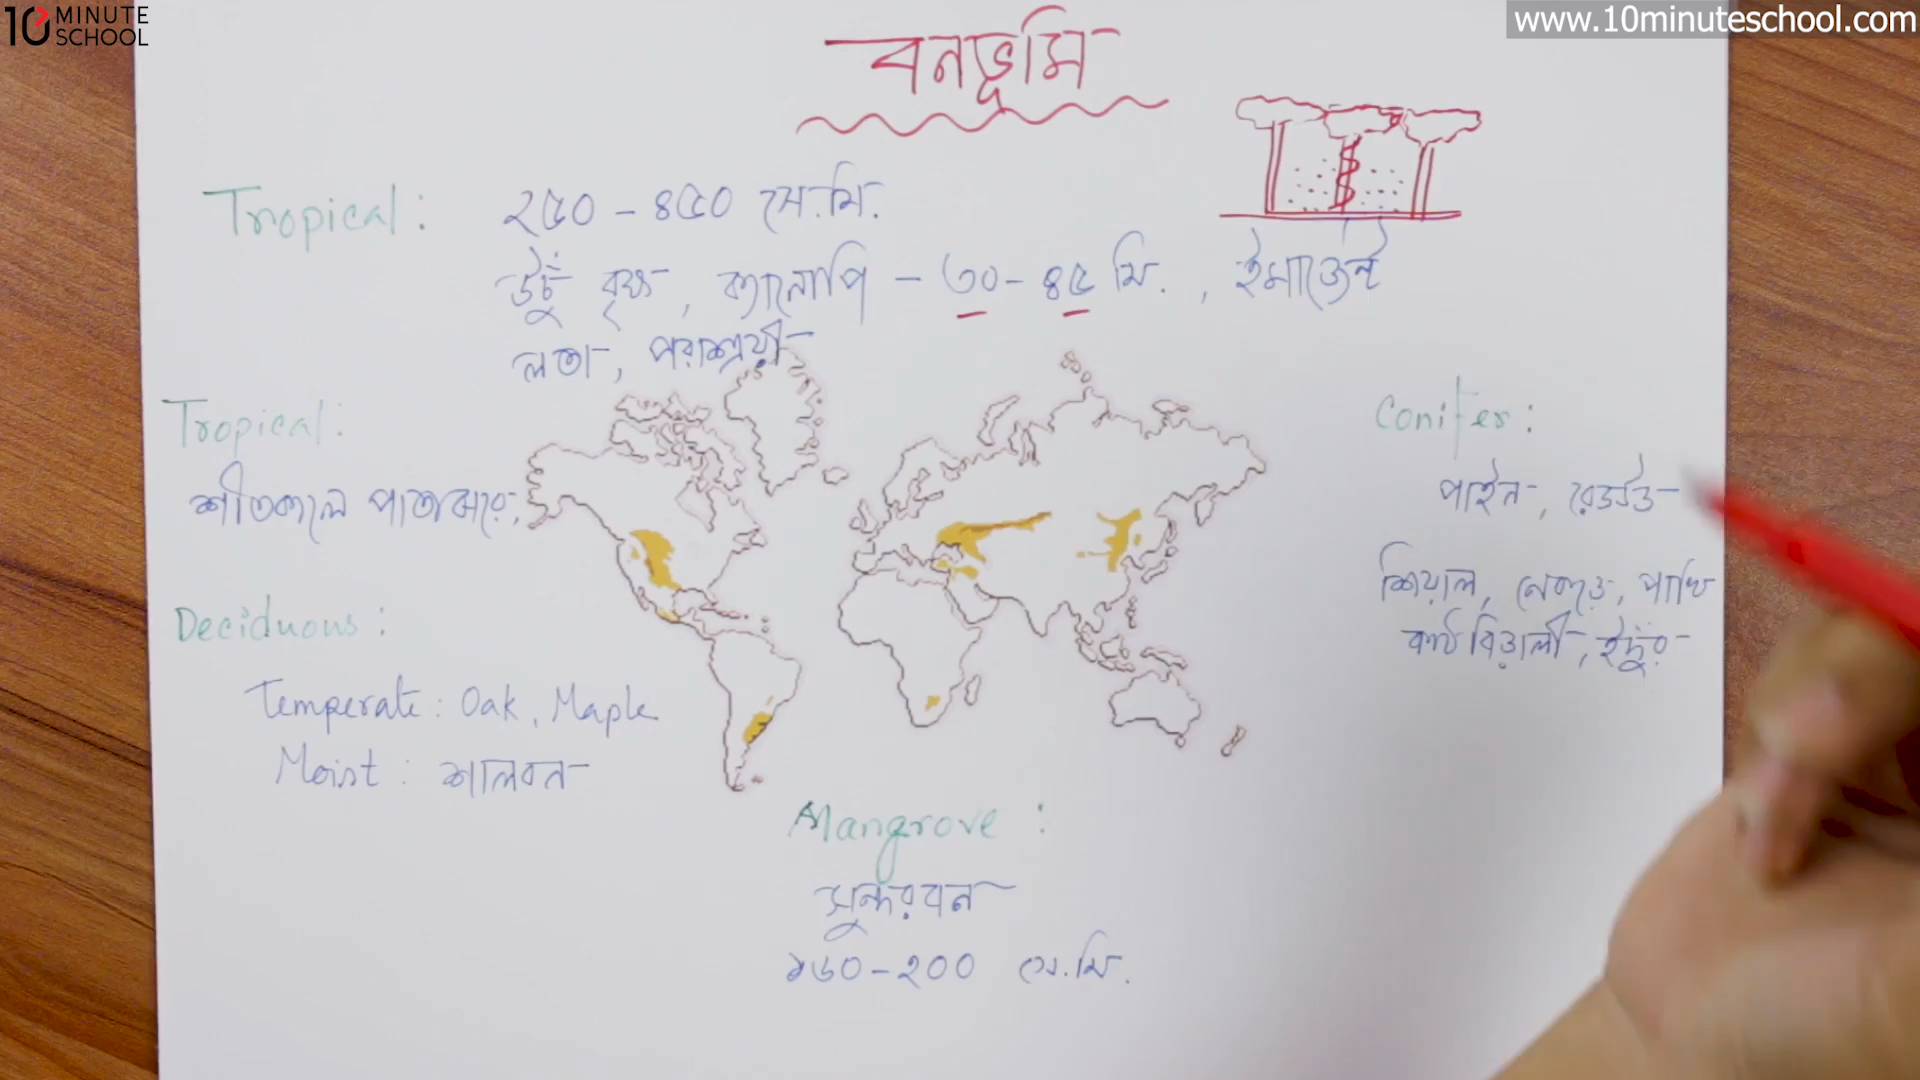 10 MINUTE SCHOOL
www.10minuteschool.com
বনভূমি
Tropical: ২৫০ - ৪৫০ সে.মি.
উঁচু বৃক্ষ, ক্যানোপি - ৩০ - ৪৫ মি., ইমার্জেন্ট
লতা, পরাশ্রয়ী
Tropical:
শীতকালে পাতাঝরে,
Deciduous:
Temperate: Oak, Maple
Moist: শালবন
Conifer:
পাইন, রেডউড
শিয়াল, নেকড়ে, পাখি
কাঠবিড়ালী, ইঁদুর
Mangrove:
সুন্দরবন
১৬০-২০০ সে.মি.